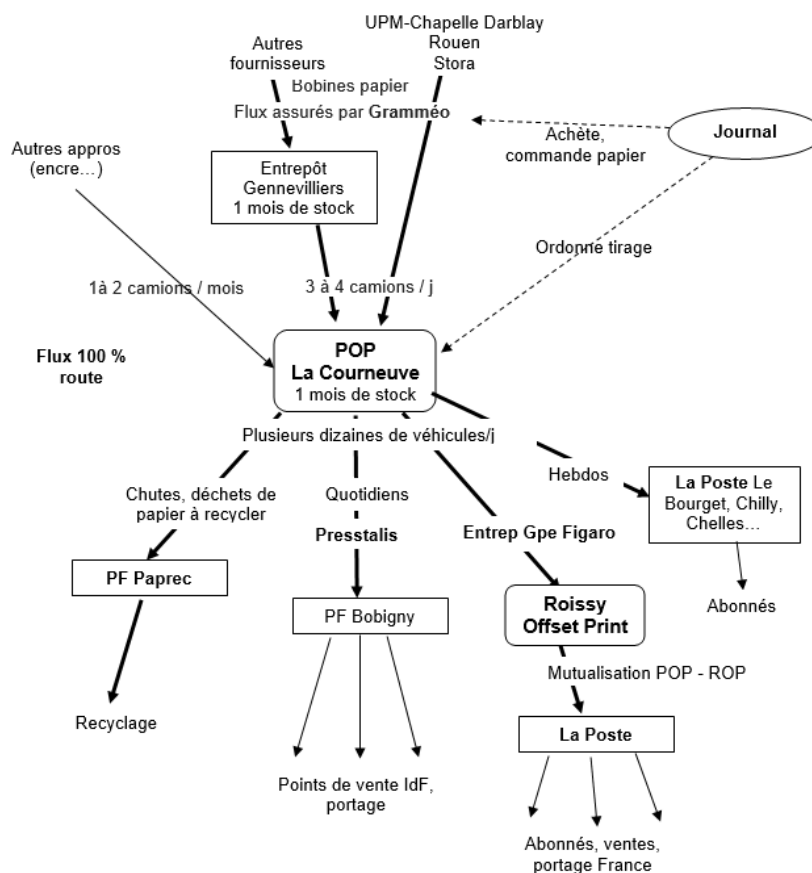 UPM-Chapelle Darblay
Rouen
Stora
Autres
fournisseurs
Bobines papier
Flux assurés par Gramméo
Journal
Achète,
commande papier
Autres appros
(encre…)
Entrepôt
Gennevilliers
1 mois de stock
Ordonne tirage
1à 2 camions / mois
3 à 4 camions / j
Flux 100 %
route
POP
La Courneuve
1 mois de stock
Plusieurs dizaines de véhicules/j
Hebdos
La Poste Le
Bourget, Chilly,
Chelles…
Chutes, déchets de
papier à recycler
Quotidiens
Presstalis
Entrep Gpe Figaro
PF Paprec
PF Bobigny
Roissy
Offset Print
Abonnés
Mutualisation POP - ROP
Recyclage
La Poste
Points de vente IdF,
portage
Abonnés, ventes,
portage France